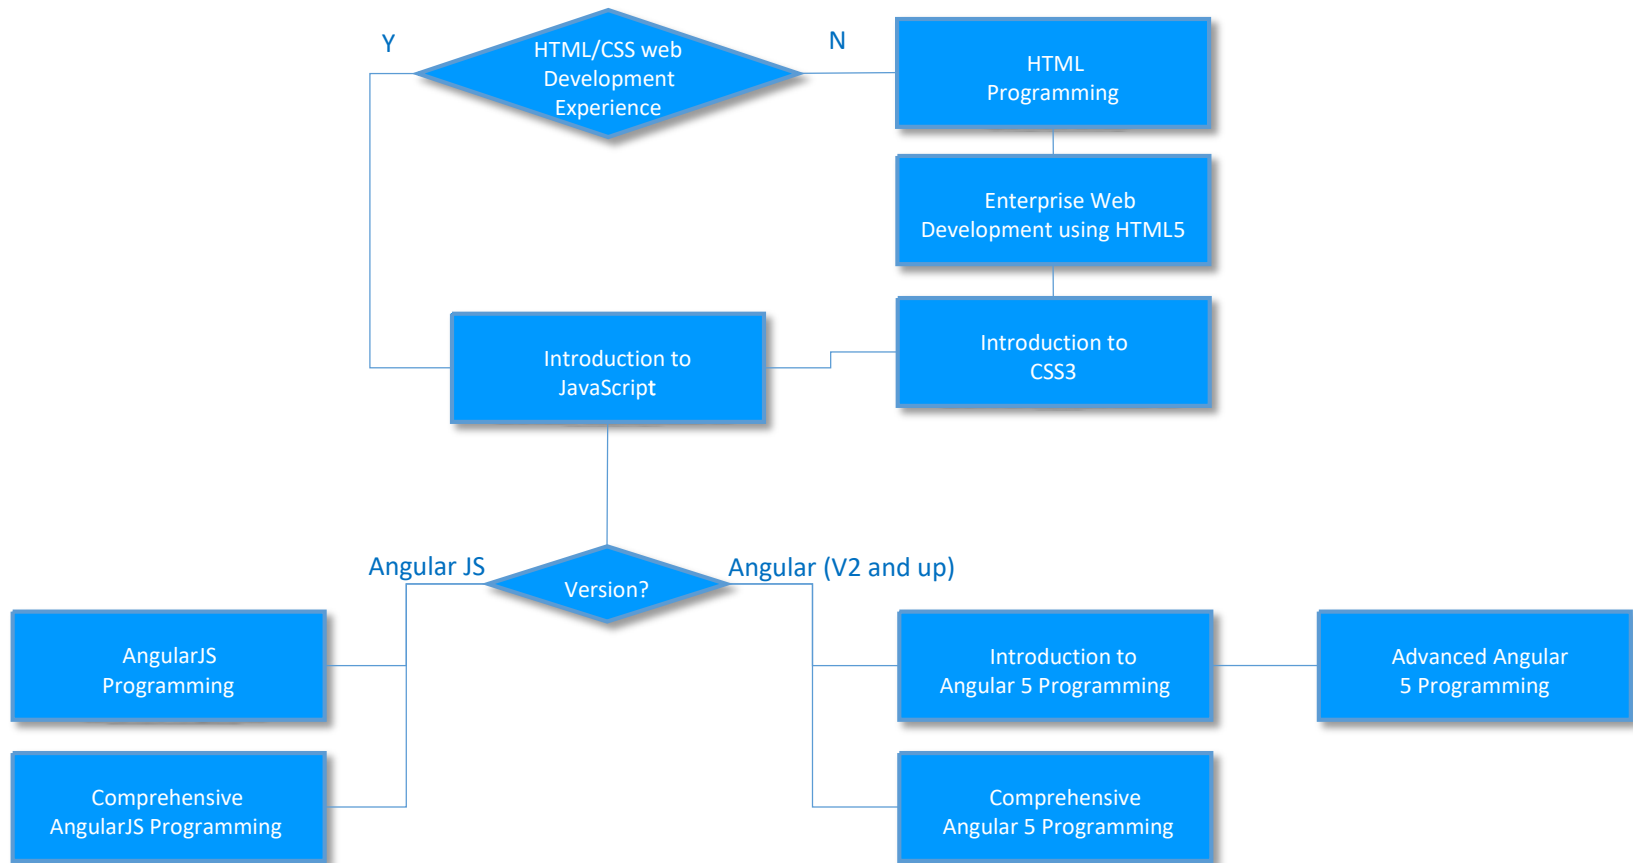 Y
HTML/CSS web
Development
Experience
N
HTML
Programming
Enterprise Web
Development using HTML5
Introduction to
CSS3
Introduction to
JavaScript
Angular JS
Version?
Angular (V2 and up)
AngularJS
Programming
Introduction to
Angular 5 Programming
Advanced Angular
5 Programming
Comprehensive
AngularJS Programming
Comprehensive
Angular 5 Programming